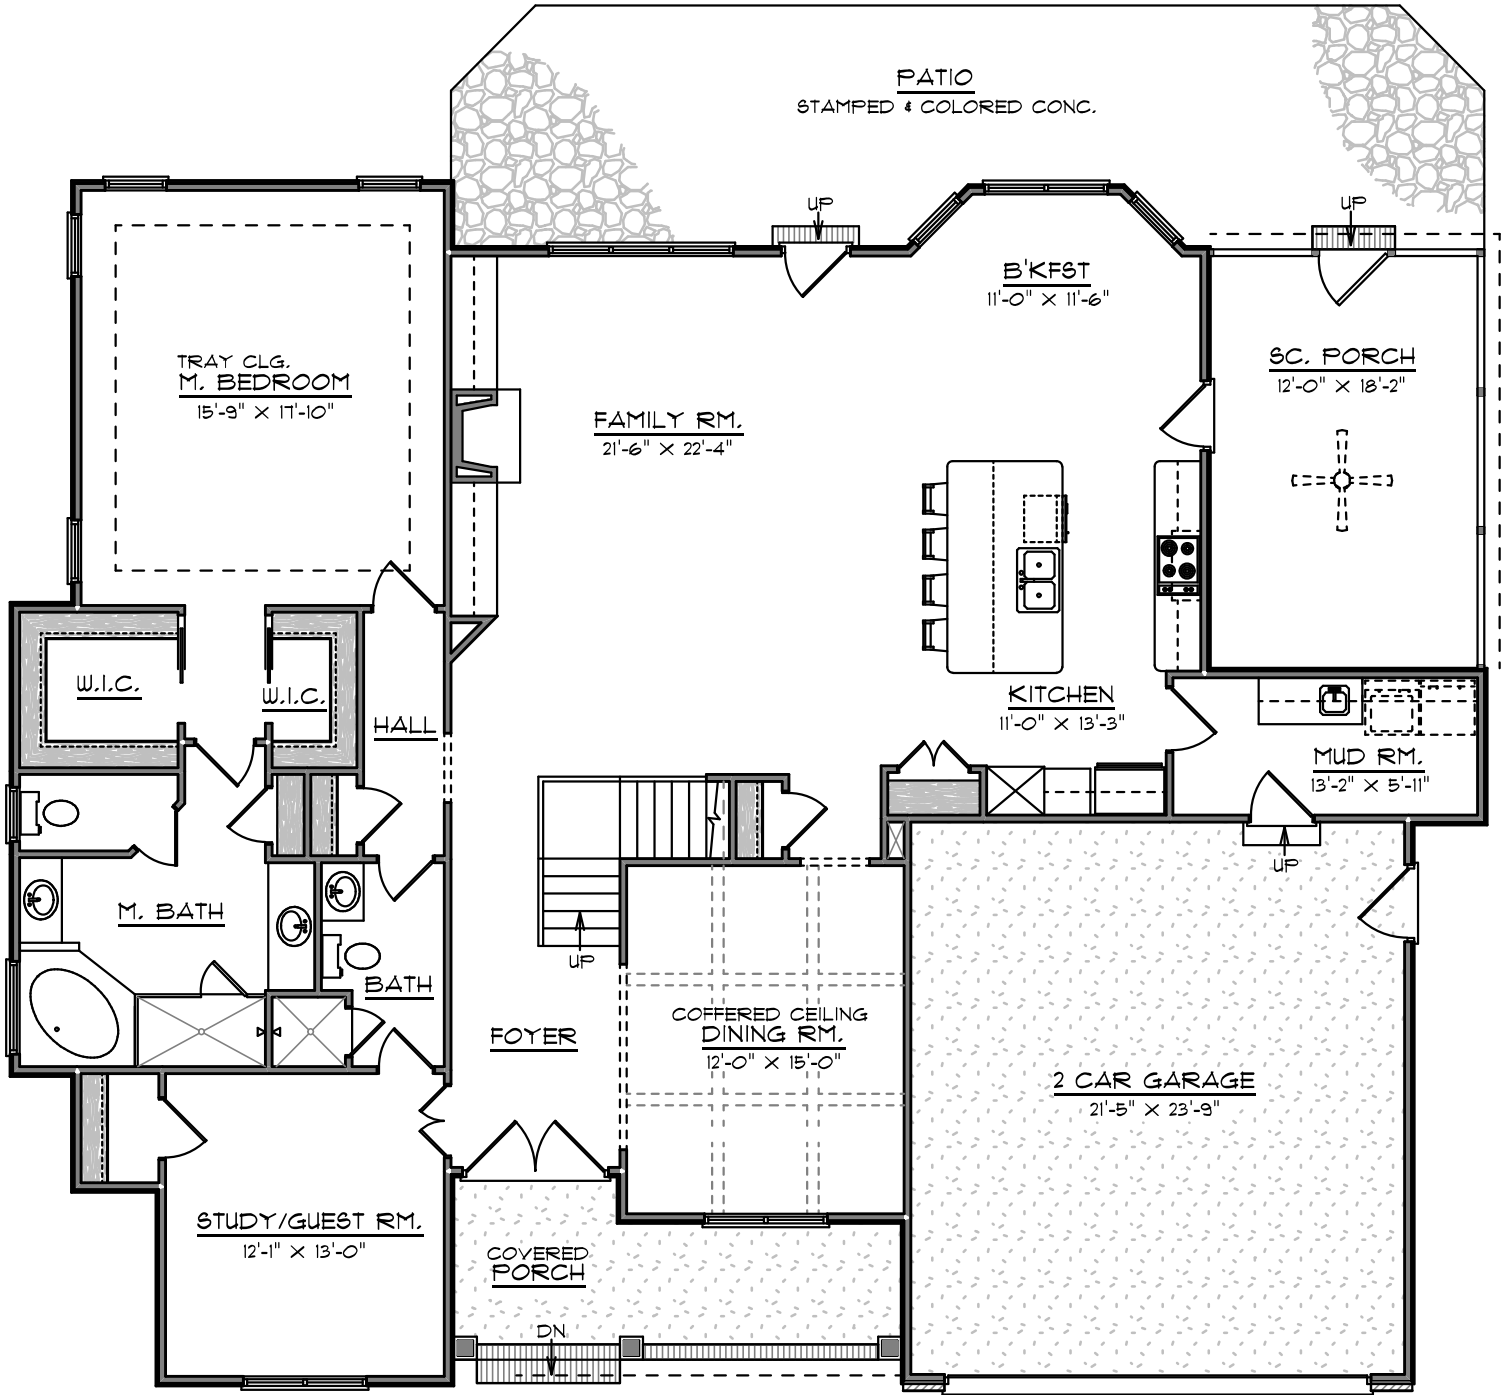 PATIO
STAMPED & COLORED CONC.
UP
UP
B'KFST
11'-0" X 11'-6"
TRAY CLG.
M. BEDROOM
15'-9" X 17'-10"
SC. PORCH
12'-0" X 18'-2"
FAMILY RM.
21'-6" X 22'-4"
W.I.C.
W.I.C.
HALL
KITCHEN
11'-0" X 13'-3"
MUD RM.
13'-2" X 5'-11"
UP
M. BATH
UP
BATH
FOYER
COFFERED CEILING
DINING RM.
12'-0" X 15'-0"
2 CAR GARAGE
21'-5" X 23'-9"
STUDY/GUEST RM.
12'-1" X 13'-0"
COVERED
PORCH
DN